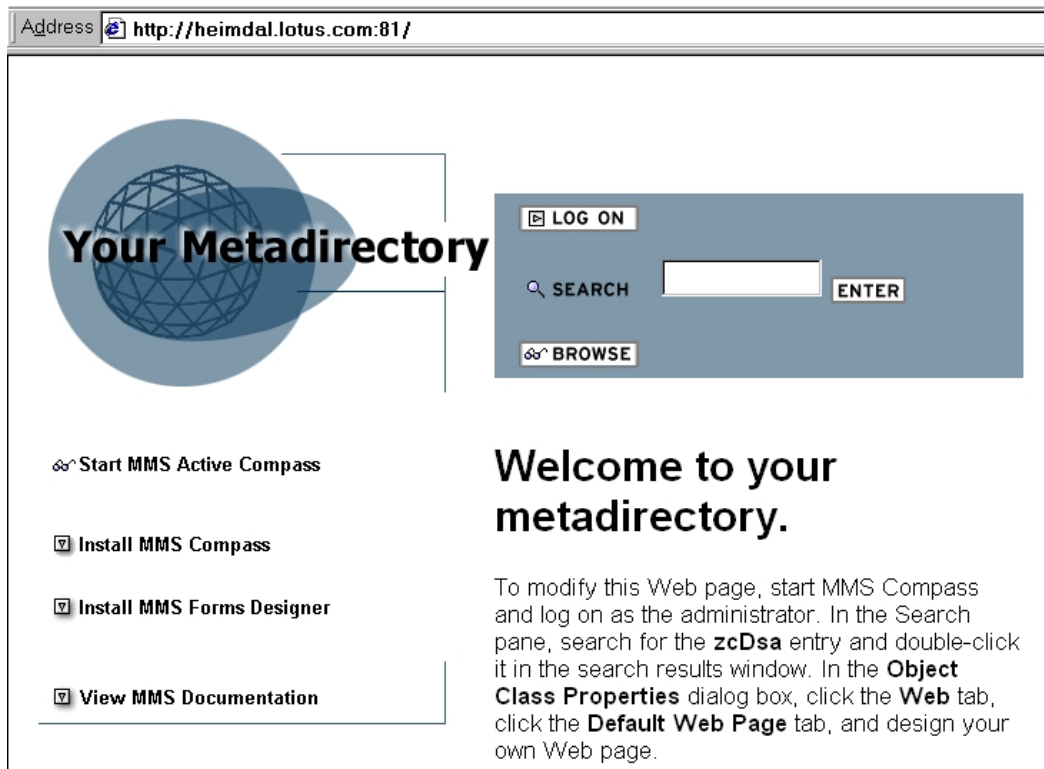 Address http://heimdal.lotus.com:81/
Your Metadirectory
LOG ON
SEARCH
ENTER
BROWSE
Start MMS Active Compass
Install MMS Compass
Install MMS Forms Designer
View MMS Documentation
Welcome to your
metadirectory.
To modify this Web page, start MMS Compass
and log on as the administrator. In the Search
pane, search for the zcDsa entry and double-click
it in the search results window. In the Object
Class Properties dialog box, click the Web tab,
click the Default Web Page tab, and design your
own Web page.